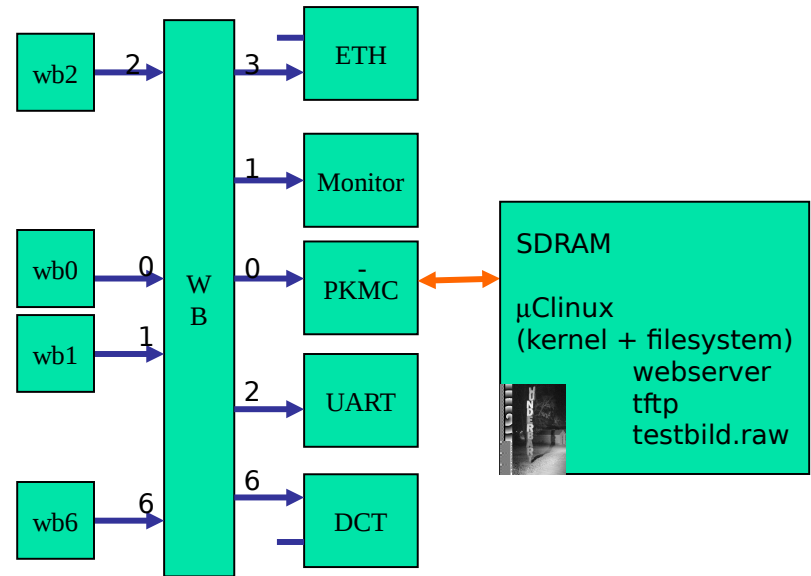 wb2
2
3
ETH
1
Monitor
wb0
0
W
B
0
-
PKMC
wb1
1
2
UART
wb6
6
6
DCT
SDRAM
μClinux
(kernel + filesystem)
webserver
tftp
testbild.raw